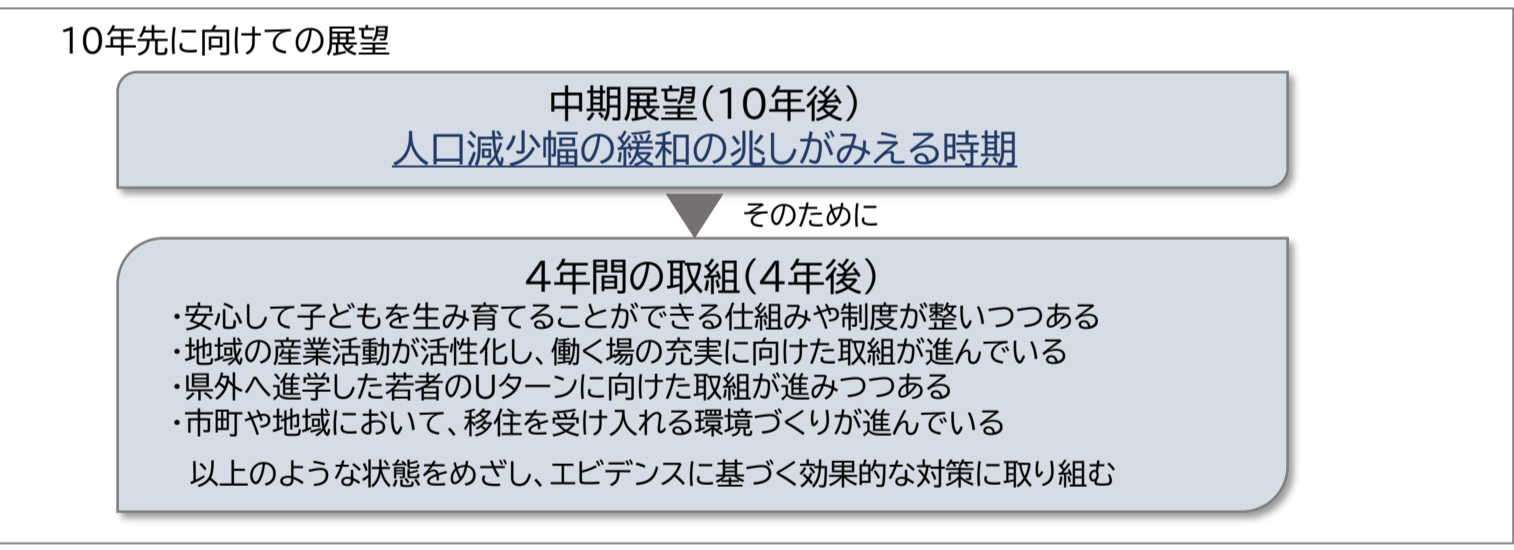 10年先に向けての展望
中期展望(10年後)
人口減少幅の緩和の兆しがみえる時期
そのために
4年間の取組(4年後)
・安心して子どもを生み育てることができる仕組みや制度が整いつつある
・地域の産業活動が活性化し、働く場の充実に向けた取組が進んでいる
・県外へ進学した若者のUターンに向けた取組が進みつつある
・市町や地域において、移住を受け入れる環境づくりが進んでいる
以上のような状態をめざし、エビデンスに基づく効果的な対策に取り組む